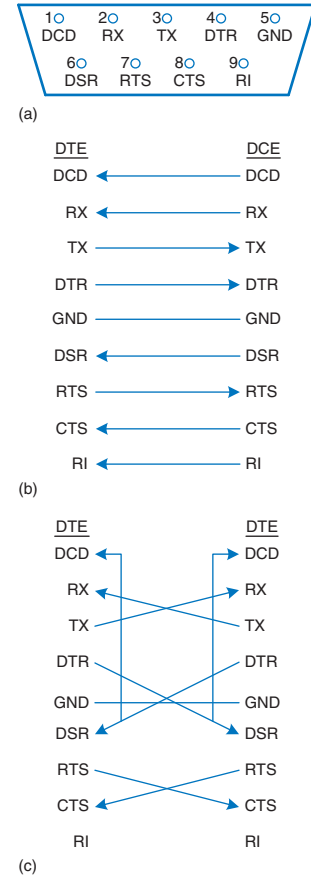 1 2 3 4 5
DCD RX TX DTR GND
6 7 8 9
DSR RTS CTS RI
(a)
DTE DCE
DCD DCD
RX RX
TX TX
DTR DTR
GND GND
DSR DSR
RTS RTS
CTS CTS
RI RI
(b)
DTE DTE
DCD DCD
RX RX
TX TX
DTR DTR
GND GND
DSR DSR
RTS RTS
CTS CTS
RI RI
(c)